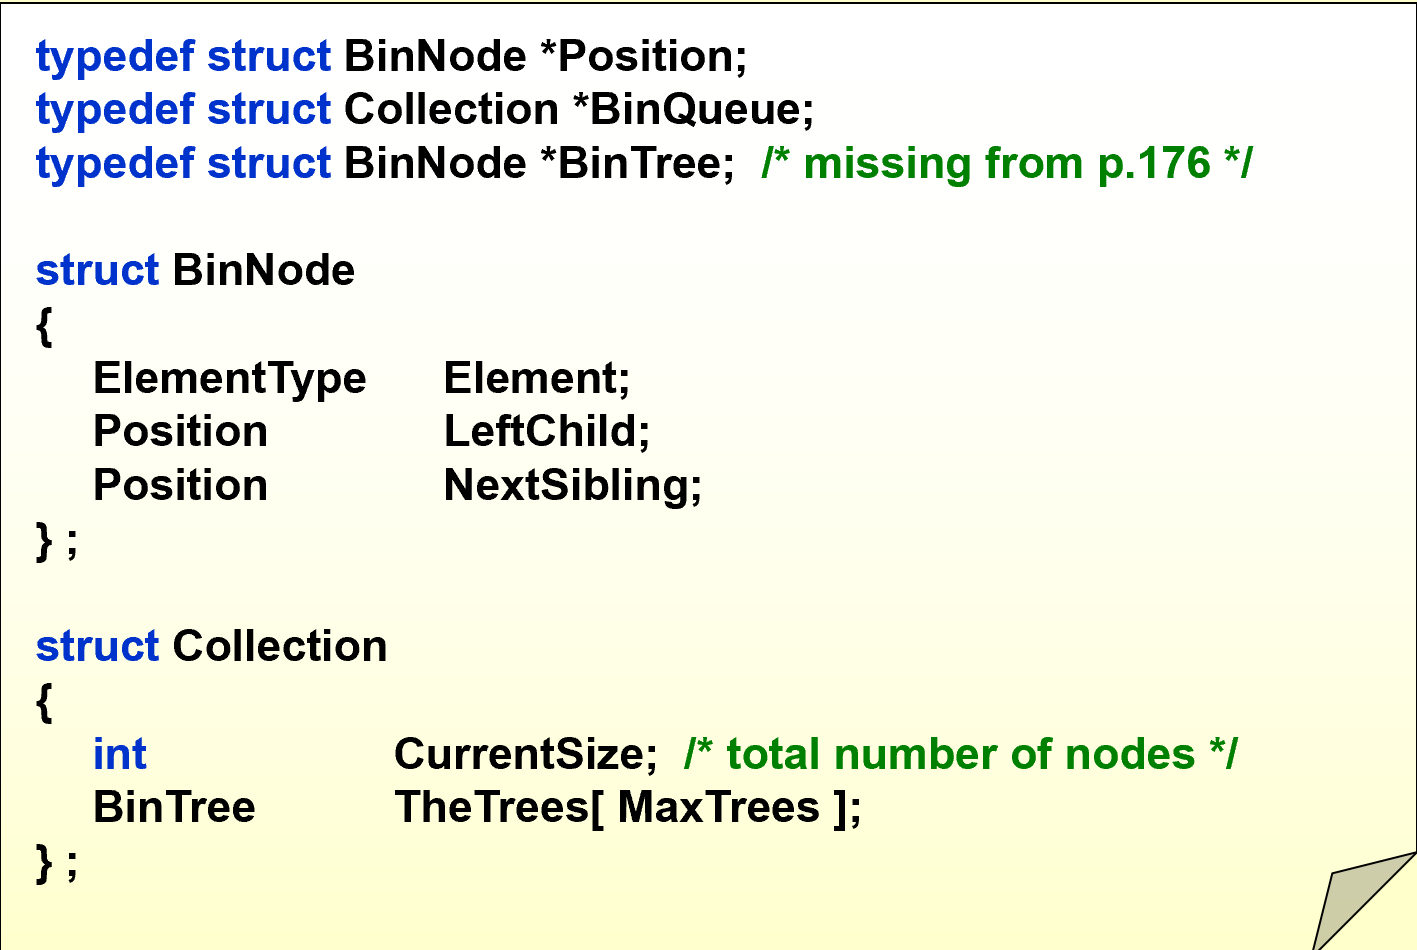 typedef struct BinNode *Position;
typedef struct Collection *BinQueue;
typedef struct BinNode *BinTree;  /* missing from p.176 */
struct BinNode
{
ElementType Element;
Position LeftChild;
Position NextSibling;
} ;
struct Collection
{
int CurrentSize;  /* total number of nodes */
BinTree TheTrees[ MaxTrees ];
} ;